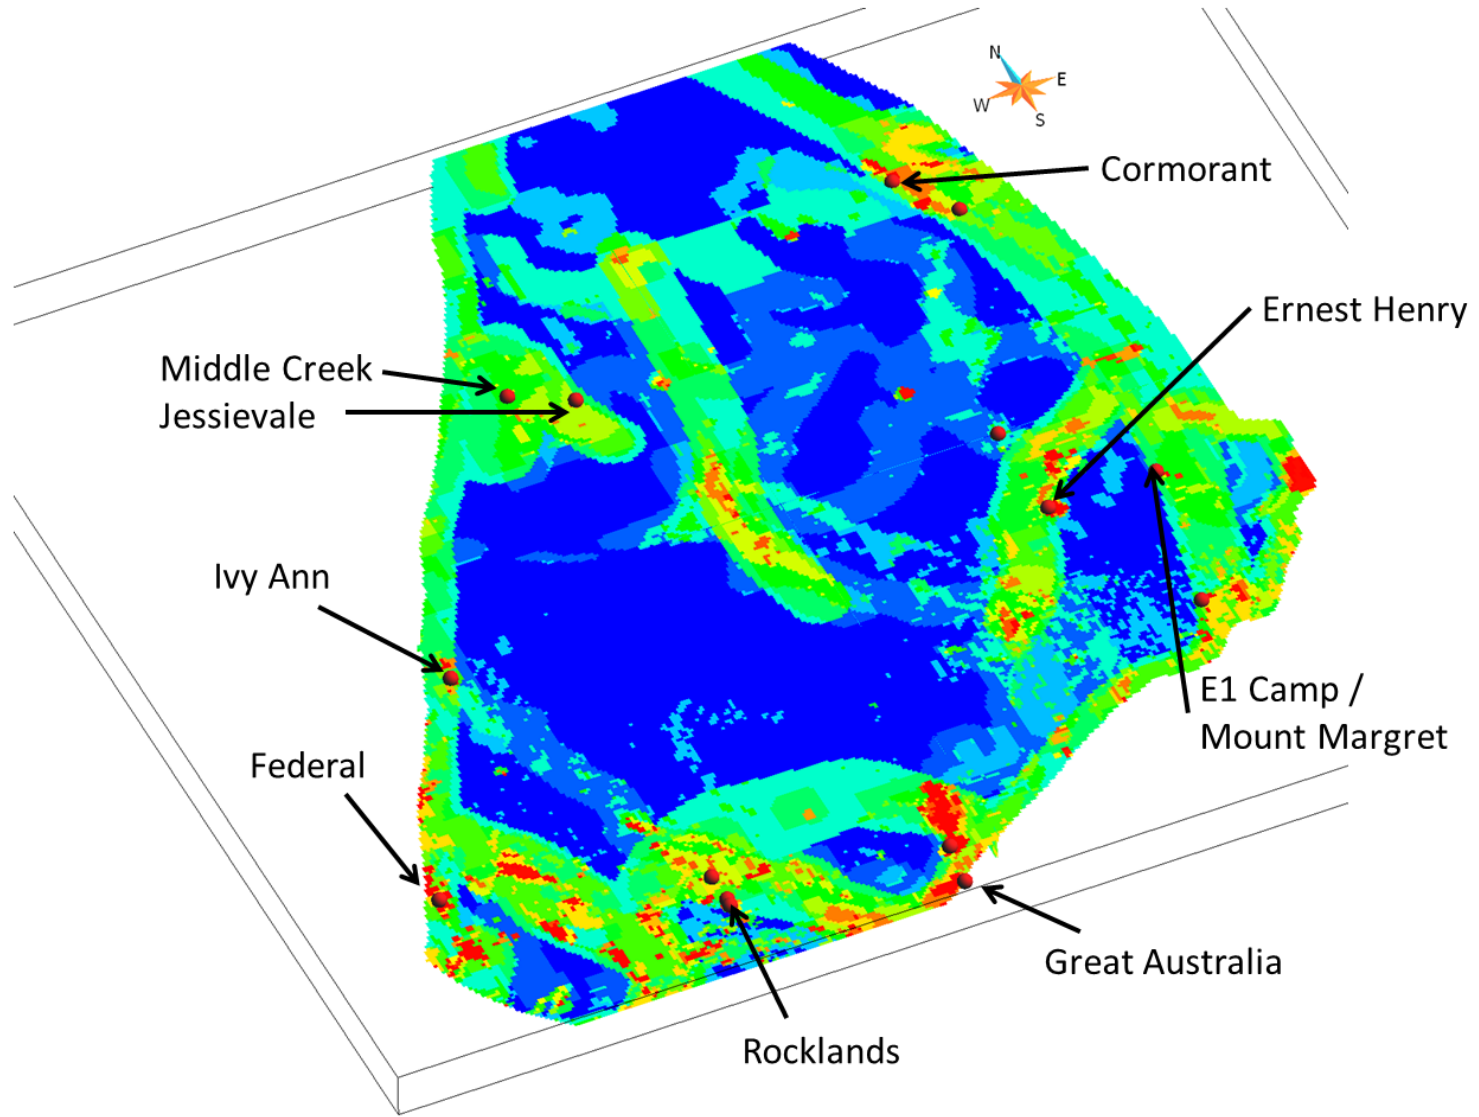 N
E
W
S
Cormorant
Ernest Henry
Middle Creek
Jessievale
Ivy Ann
E1 Camp /
Mount Margret
Federal
Great Australia
Rocklands